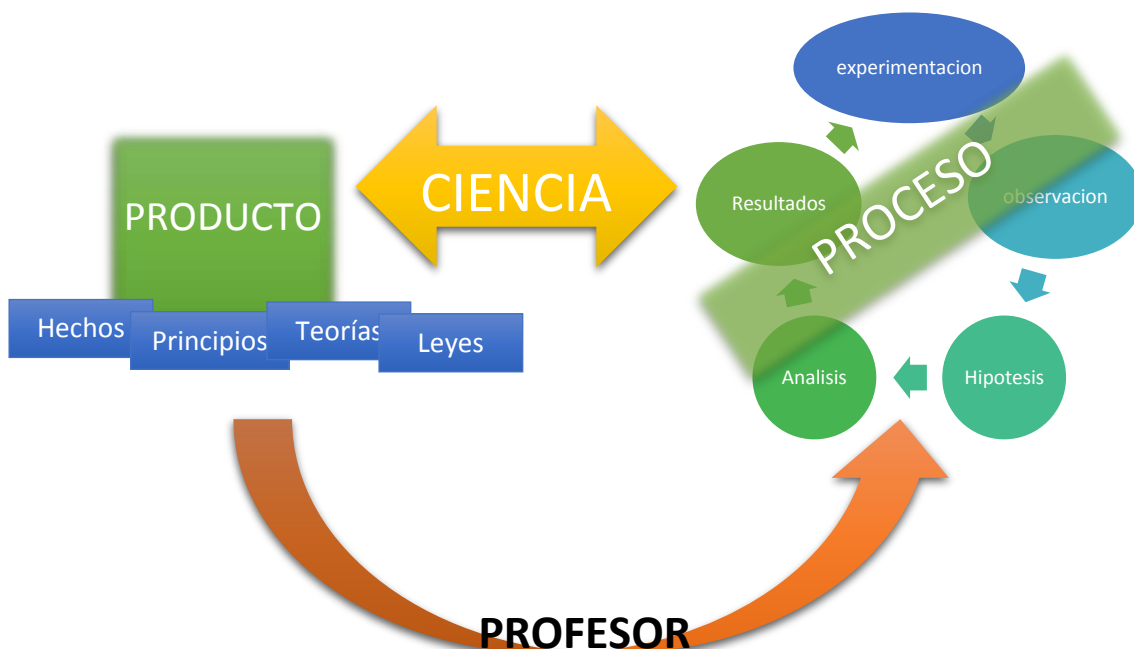 experimentacion
CIENCIA
PRODUCTO
Resultados
PROCESO
observacion
Hechos
Principios
Teorías
Leyes
Analisis
Hipotesis
PROFESOR